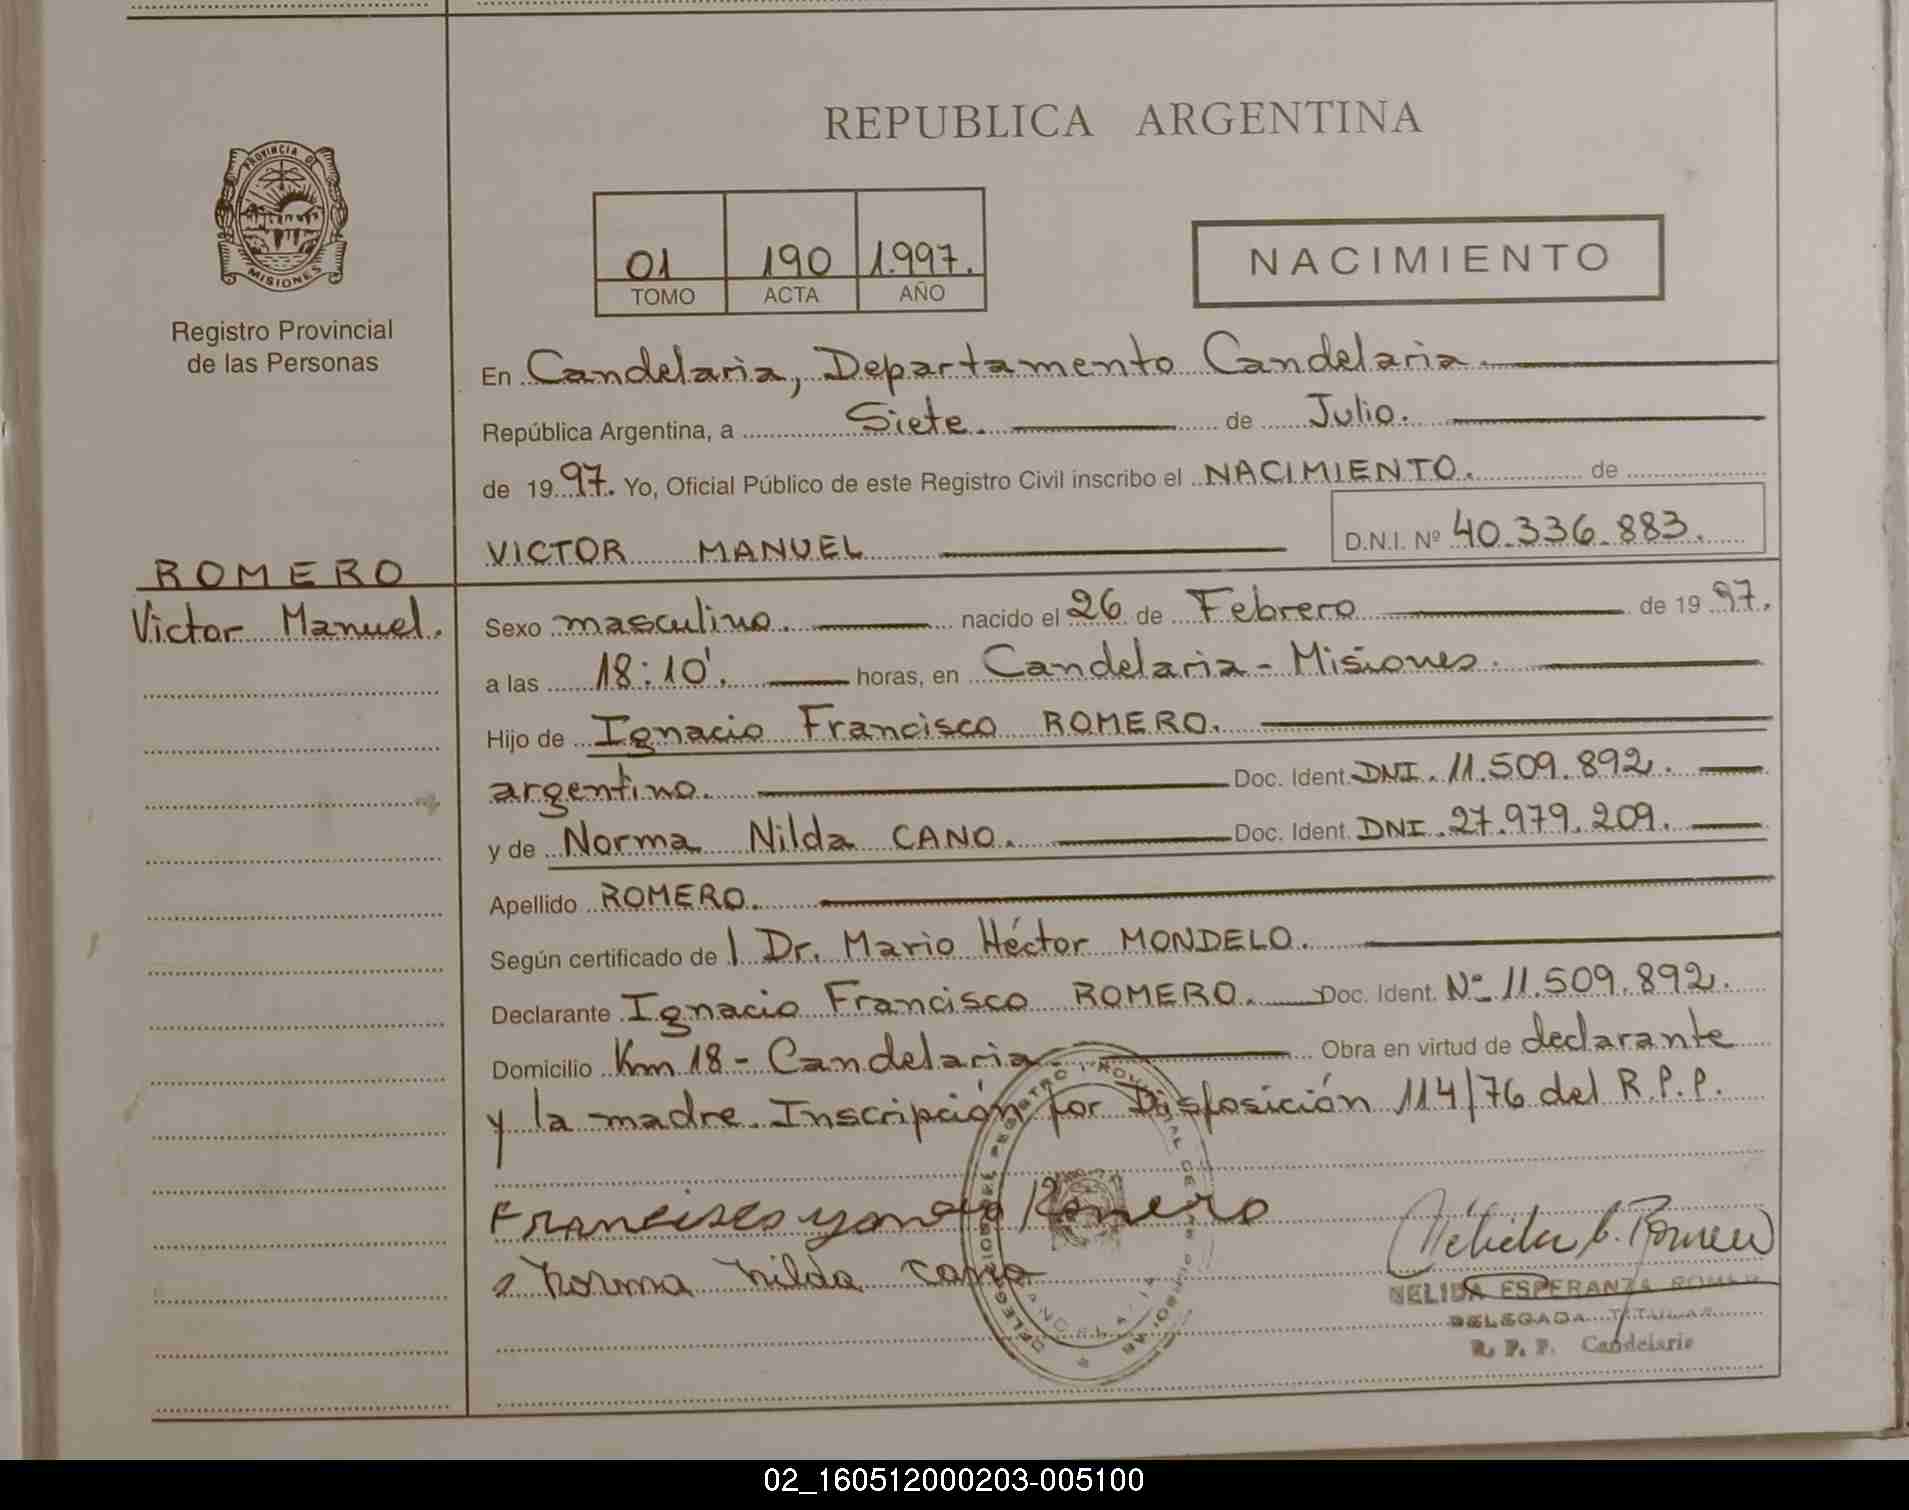 REPUBLICA ARGENTINA
PROVINCIA DE
MISIONES
Registro Provincial
de las Personas
01 190 1.997.
TOMO ACTA AÑO
NACIMIENTO
En Candelaria, Departamento Candelaria.
República Argentina, a Siete. de Julio.
de 1997. Yo, Oficial Público de este Registro Civil inscribo el NACIMIENTO. de
VICTOR MANUEL D.N.I. Nº 40.336.883.
ROMERO
Victor Manuel.
Sexo masculino. nacido el 26 de Febrero de 1997.
a las 18:10'. horas, en Candelaria - Misiones.
Hijo de Ignacio Francisco ROMERO.
argentino. Doc. Ident. DNI. 11.509.892.
y de Norma Nilda CANO. Doc. Ident. DNI. 27.979.209.
Apellido ROMERO.
Según certificado de Dr. Mario Héctor MONDELO.
Declarante Ignacio Francisco ROMERO. Doc. Ident. Nº 11.509.892.
Domicilio Km 18 - Candelaria. Obra en virtud de declarante
y la madre. Inscripción por Disposición 114/76 del R.P.P.
Romero
Norma Nilda Cano
NELIDA ESPERANZA ROMER
DELEGADA TITULAR
R. P. P. Candelaria
02_160512000203-005100